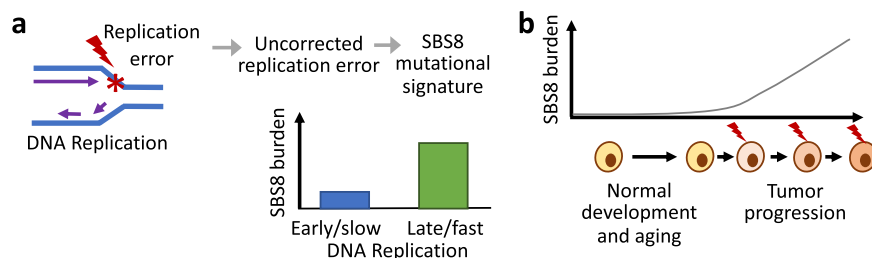 a
Replication
error
Uncorrected
replication error
SBS8
mutational
signature
DNA Replication
SBS8 burden
Early/slow
Late/fast
DNA Replication
b
SBS8 burden
Normal
development
and aging
Tumor
progression